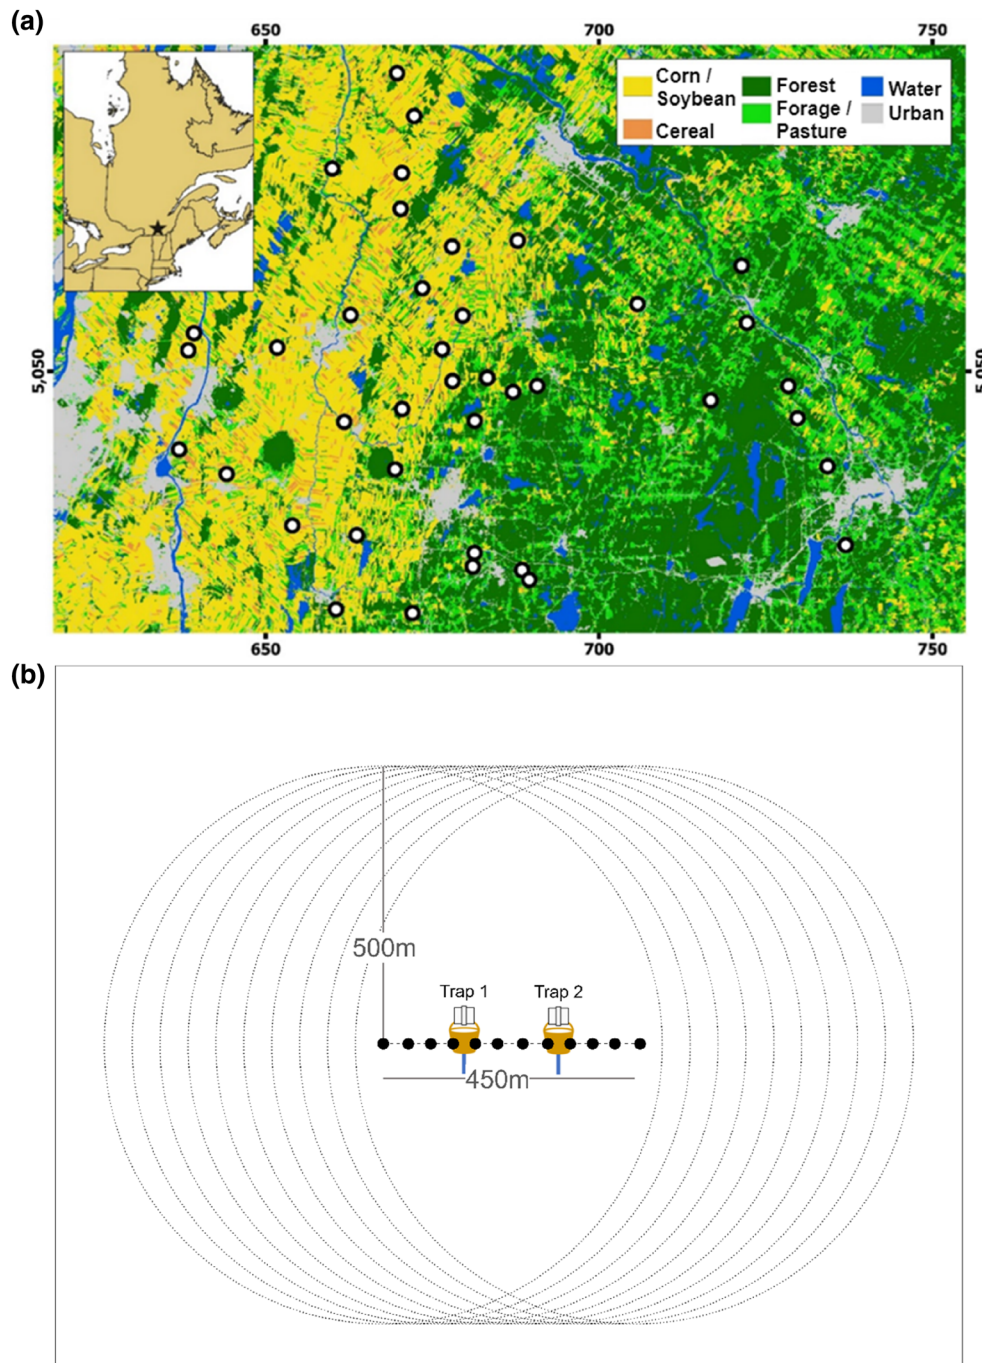 (a)
650 700 750
Corn / Soybean
Cereal
Forest
Forage / Pasture
Water
Urban
5,050
650 700 750
(b)
500m
Trap 1 Trap 2
450m